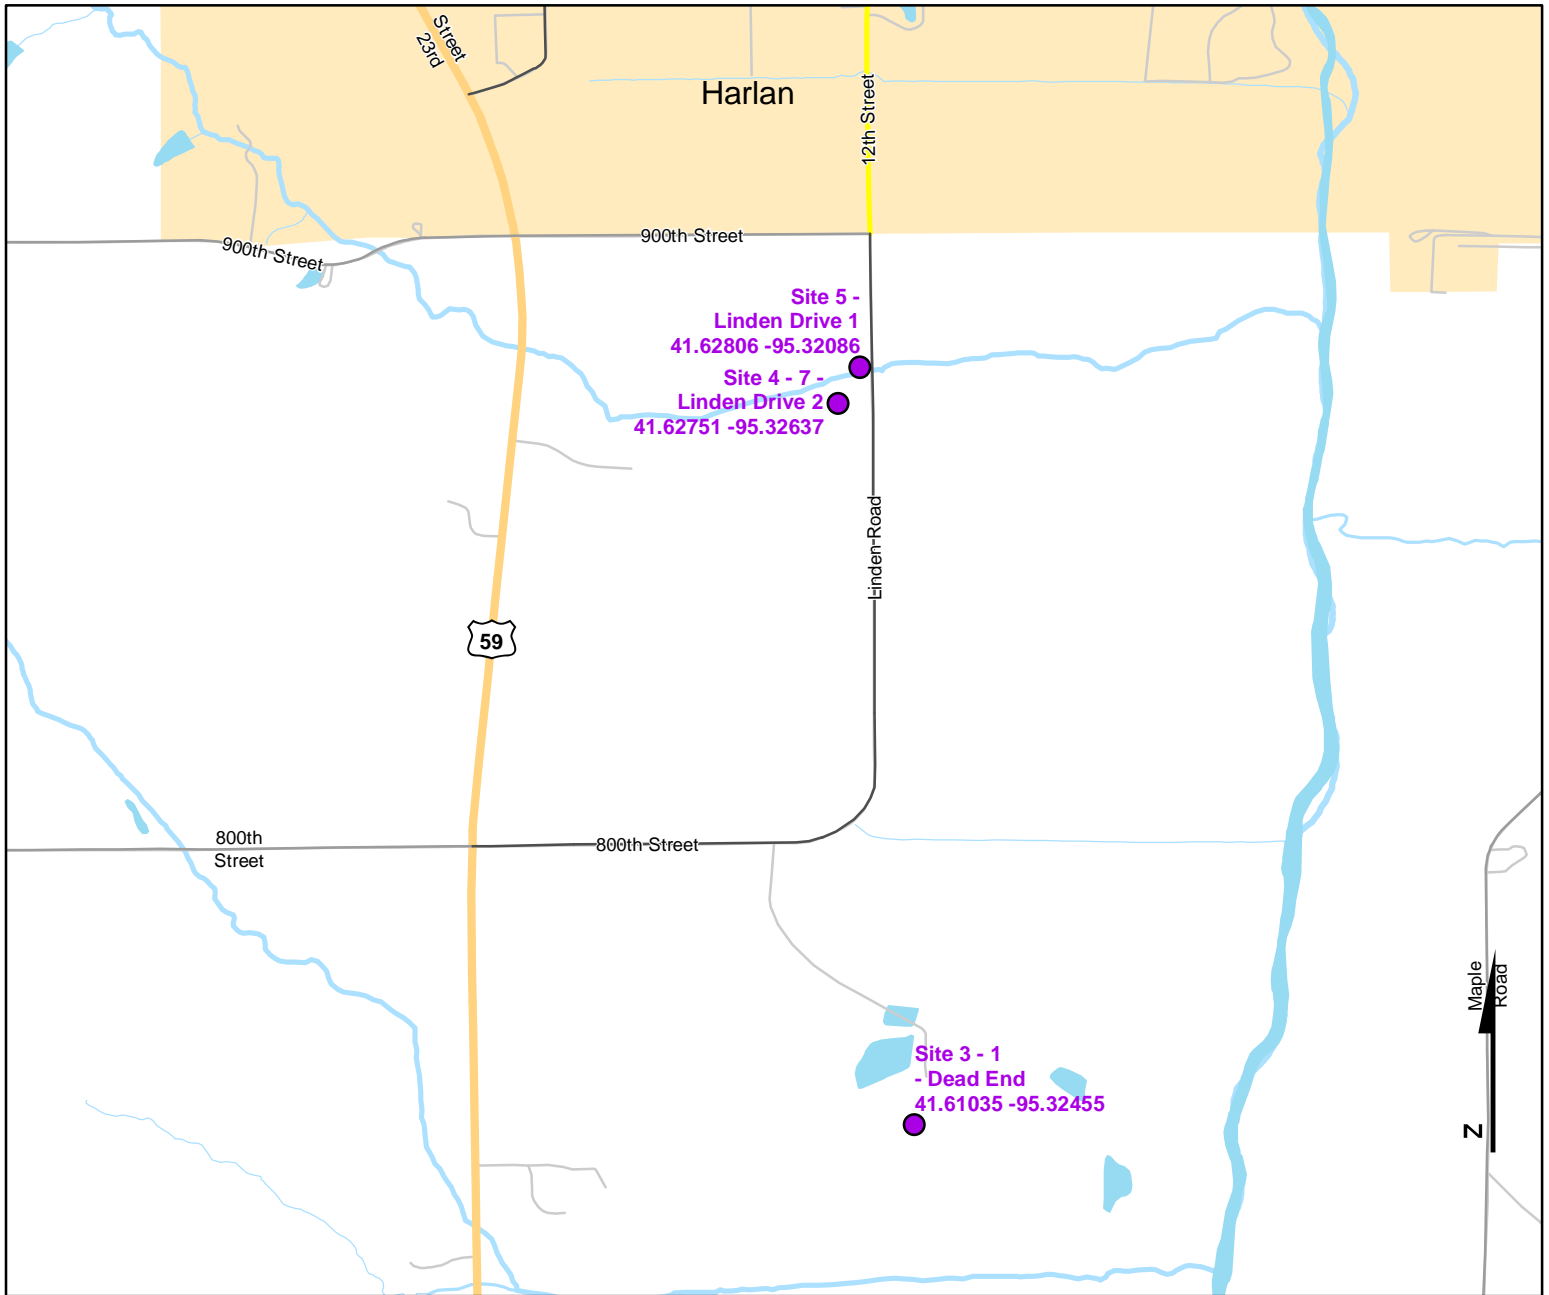 Street
23rd
Harlan
12th Street
900th Street
900th Street
Site 5 -
Linden Drive 1
41.62806 -95.32086
Site 4 - 7 -
Linden Drive 2
41.62751 -95.32637
Linden Road
59
800th
Street
800th Street
Maple
Road
Site 3 - 1
- Dead End
41.61035 -95.32455
N